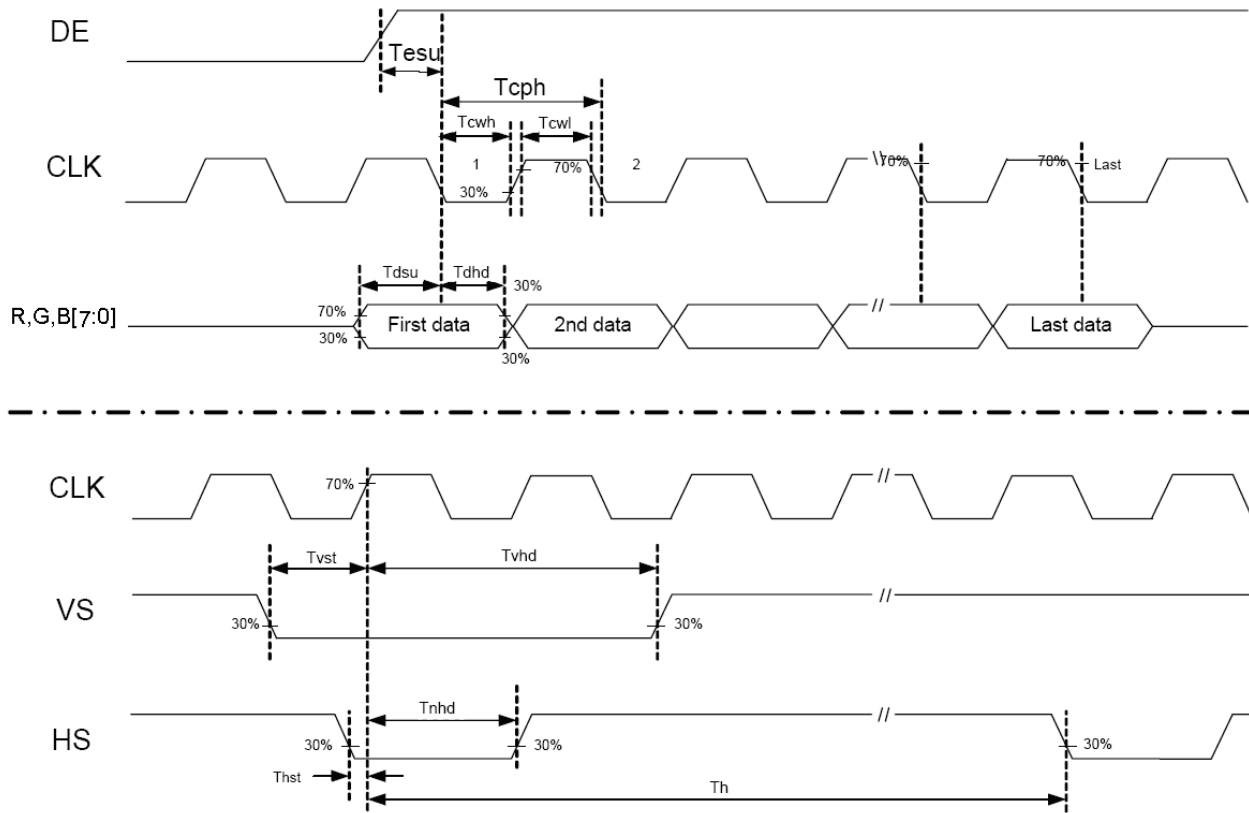 DE
Tesu
Tcph
Tcwh
Tcwl
CLK
1
70%
2
30%
70%
70%
Last
//
Tdsu
Tdhd
30%
R,G,B[7:0]
70%
30%
First data
2nd data
//
Last data
30%
CLK
70%
//
Tvst
Tvhd
VS
30%
30%
//
Tnhd
HS
30%
30%
//
30%
Thst
Th